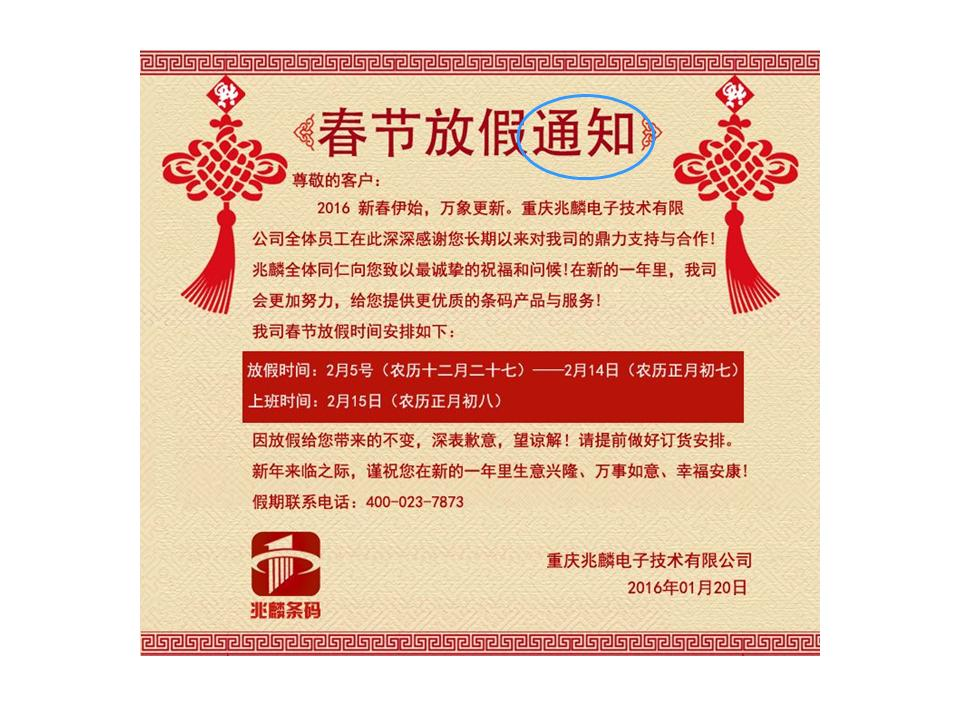 春节放假通知
尊敬的客户：
2016 新春伊始，万象更新。重庆兆麟电子技术有限
公司全体员工在此深深感谢您长期以来对我司的鼎力支持与合作！
兆麟全体同仁向您致以最诚挚的祝福和问候！在新的一年里，我司
会更加努力，给您提供更优质的条码产品与服务！
我司春节放假时间安排如下：
放假时间：2月5号（农历十二月二十七）——2月14日（农历正月初七）
上班时间：2月15日（农历正月初八）
因放假给您带来的不变，深表歉意，望谅解！请提前做好订货安排。
新年来临之际，谨祝您在新的一年里生意兴隆、万事如意、幸福安康！
假期联系电话：400-023-7873
兆麟条码
重庆兆麟电子技术有限公司
2016年01月20日
福
福